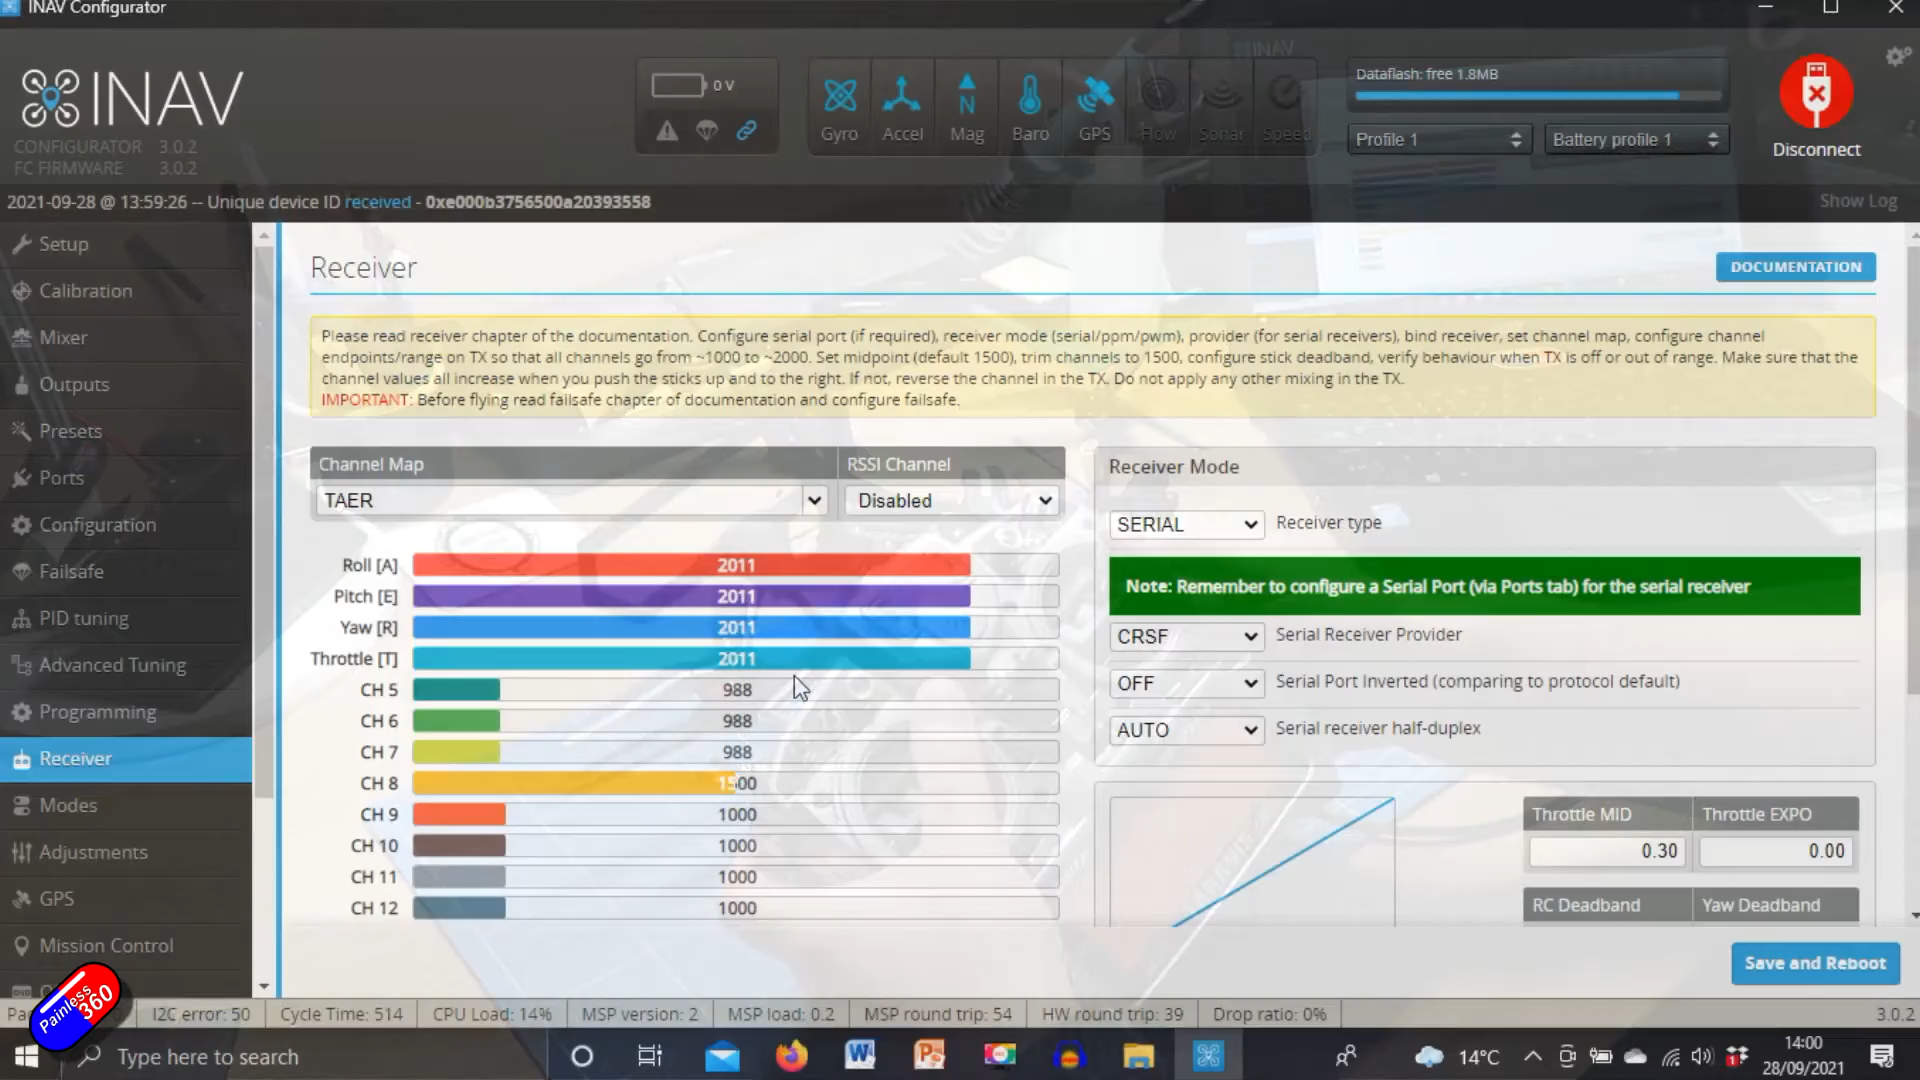 INAV Configurator
INAV
CONFIGURATOR 3.0.2
FC FIRMWARE 3.0.2
0 V
Gyro
Accel
Mag
Baro
GPS
Flow
Sonar
Speed
Dataflash: free 1.8MB
Profile 1
Battery profile 1
Disconnect
2021-09-28 @ 13:59:26 -- Unique device ID received - 0xe000b3756500a20393558
Show Log
Setup
Calibration
Mixer
Outputs
Presets
Ports
Configuration
Failsafe
PID tuning
Advanced Tuning
Programming
Receiver
Modes
Adjustments
GPS
Mission Control
Receiver
DOCUMENTATION
Please read receiver chapter of the documentation. Configure serial port (if required), receiver mode (serial/ppm/pwm), provider (for serial receivers), bind receiver, set channel map, configure channel
endpoints/range on TX so that all channels go from ~1000 to ~2000. Set midpoint (default 1500), trim channels to 1500, configure stick deadband, verify behaviour when TX is off or out of range. Make sure that the
channel values all increase when you push the sticks up and to the right. If not, reverse the channel in the TX. Do not apply any other mixing in the TX.
IMPORTANT: Before flying read failsafe chapter of documentation and configure failsafe.
Channel Map
RSSI Channel
TAER
Disabled
Roll [A] 2011
Pitch [E] 2011
Yaw [R] 2011
Throttle [T] 2011
CH 5 988
CH 6 988
CH 7 988
CH 8 1500
CH 9 1000
CH 10 1000
CH 11 1000
CH 12 1000
Receiver Mode
SERIAL Receiver type
Note: Remember to configure a Serial Port (via Ports tab) for the serial receiver
CRSF Serial Receiver Provider
OFF Serial Port Inverted (comparing to protocol default)
AUTO Serial receiver half-duplex
Throttle MID
Throttle EXPO
0.30
0.00
RC Deadband
Yaw Deadband
Save and Reboot
Painless
360
I2C error: 50
Cycle Time: 514
CPU Load: 14%
MSP version: 2
MSP load: 0.2
MSP round trip: 54
HW round trip: 39
Drop ratio: 0%
3.0.2
Type here to search
14°C
14:00
28/09/2021